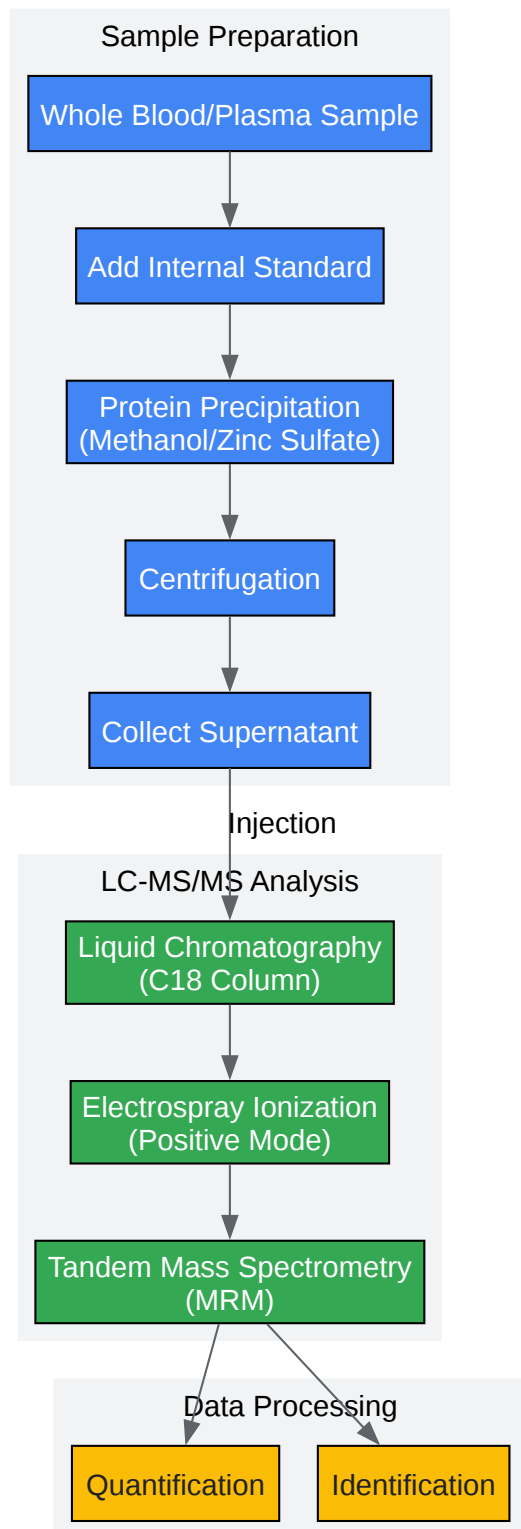 Sample Preparation
Whole Blood/Plasma Sample
Add Internal Standard
Protein Precipitation
(Methanol/Zinc Sulfate)
Centrifugation
Collect Supernatant
Injection
LC-MS/MS Analysis
Liquid Chromatography
(C18 Column)
Electrospray Ionization
(Positive Mode)
Tandem Mass Spectrometry
(MRM)
Data Processing
Quantification
Identification